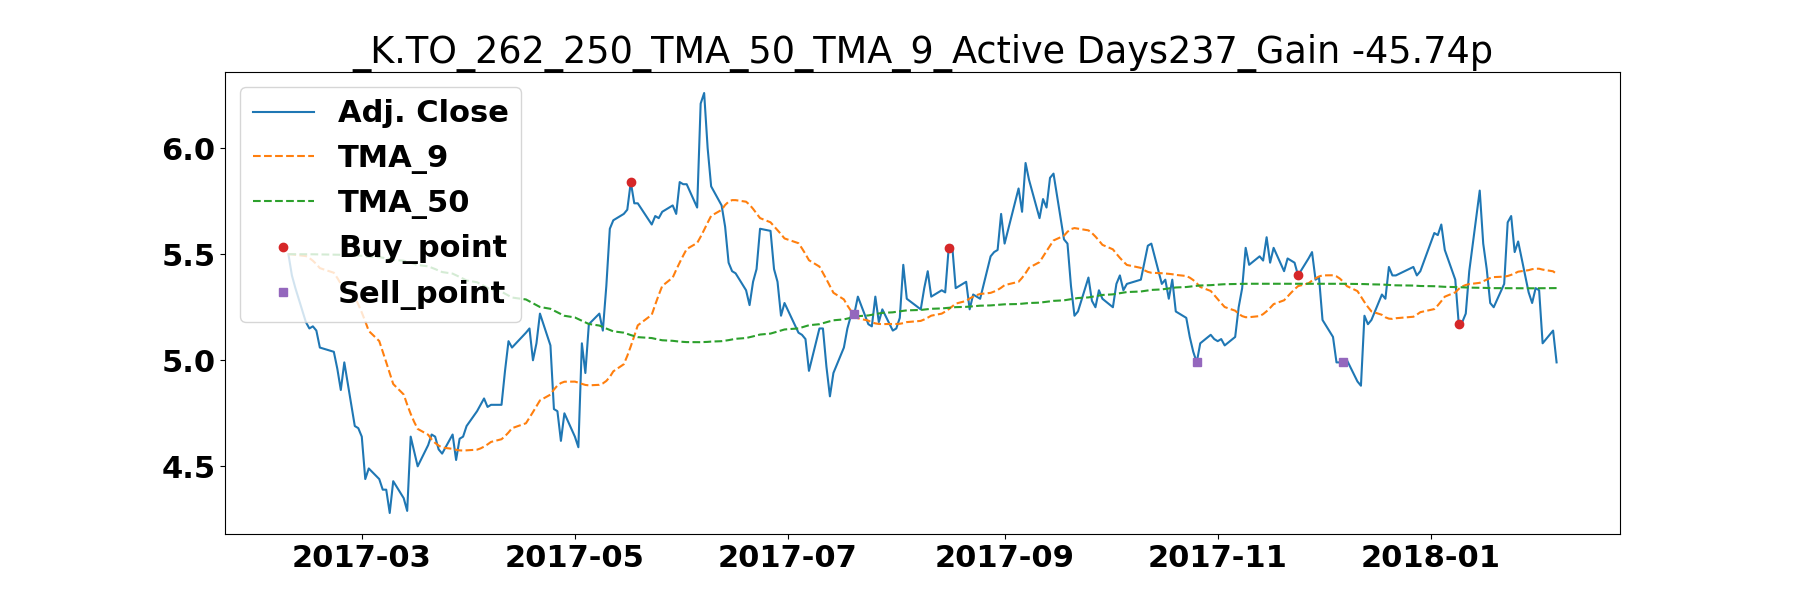 _K.TO_262_250_TMA_50_TMA_9_Active Days237_Gain -45.74p
Adj. Close
TMA_9
TMA_50
Buy_point
Sell_point
6.0
5.5
5.0
4.5
2017-03 2017-05 2017-07 2017-09 2017-11 2018-01